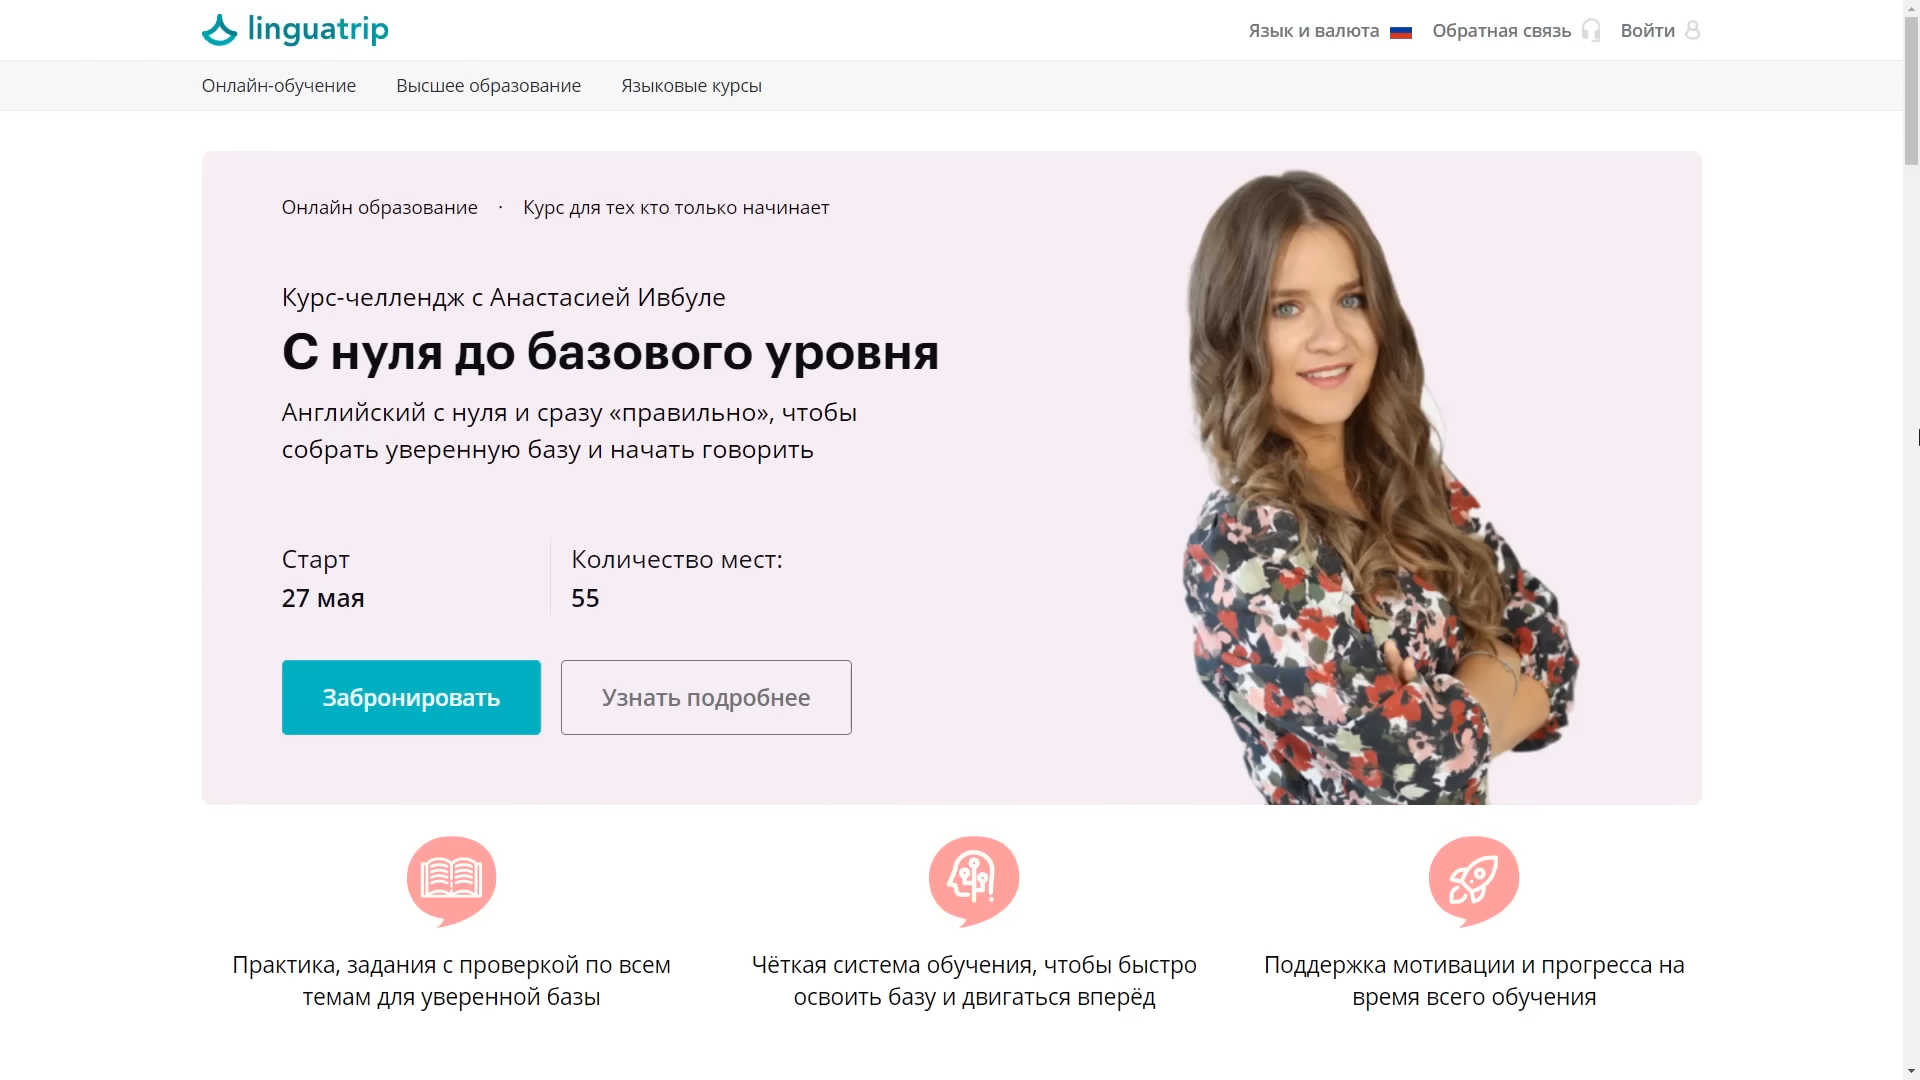 linguatrip
Язык и валюта
Обратная связь
Войти
Онлайн-обучение
Высшее образование
Языковые курсы
Онлайн образование · Курс для тех кто только начинает
Курс-челлендж с Анастасией Ивбуле
С нуля до базового уровня
Английский с нуля и сразу «правильно», чтобы
собрать уверенную базу и начать говорить
Старт
27 мая
Количество мест:
55
Забронировать
Узнать подробнее
Практика, задания с проверкой по всем
темам для уверенной базы
Чёткая система обучения, чтобы быстро
освоить базу и двигаться вперёд
Поддержка мотивации и прогресса на
время всего обучения